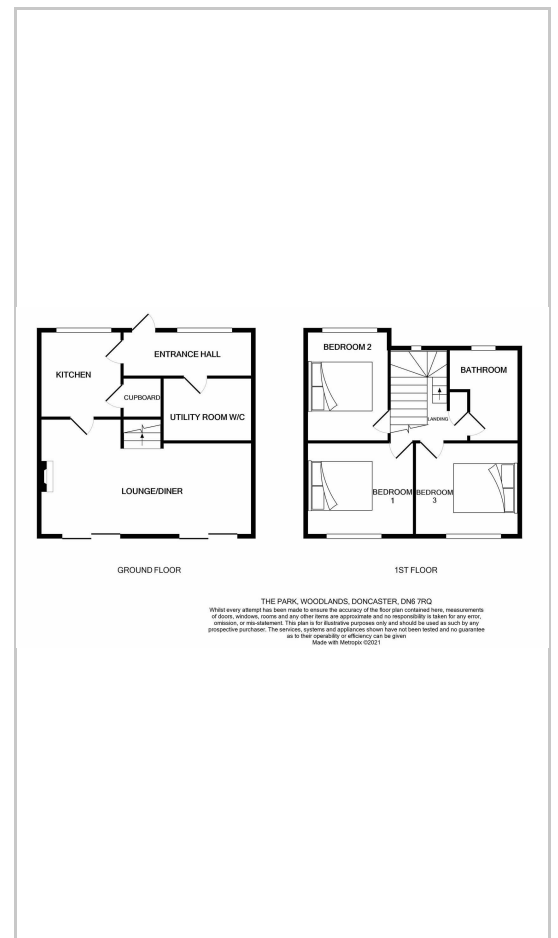 KITCHEN
ENTRANCE HALL
CUPBOARD
UTILITY ROOM W/C
LOUNGE/DINER
GROUND FLOOR
BEDROOM 2
BATHROOM
LANDING
BEDROOM
1
BEDROOM
3
1ST FLOOR
THE PARK, WOODLANDS, DONCASTER, DN6 7RQ
Whilst every attempt has been made to ensure the accuracy of the floor plan contained here, measurements
of doors, windows, rooms and any other items are approximate and no responsibility is taken for any error,
omission, or mis-statement. This plan is for illustrative purposes only and should be used as such by any
prospective purchaser. The services, systems and appliances shown have not been tested and no guarantee
as to their operability or efficiency can be given
Made with Metropix ©2021